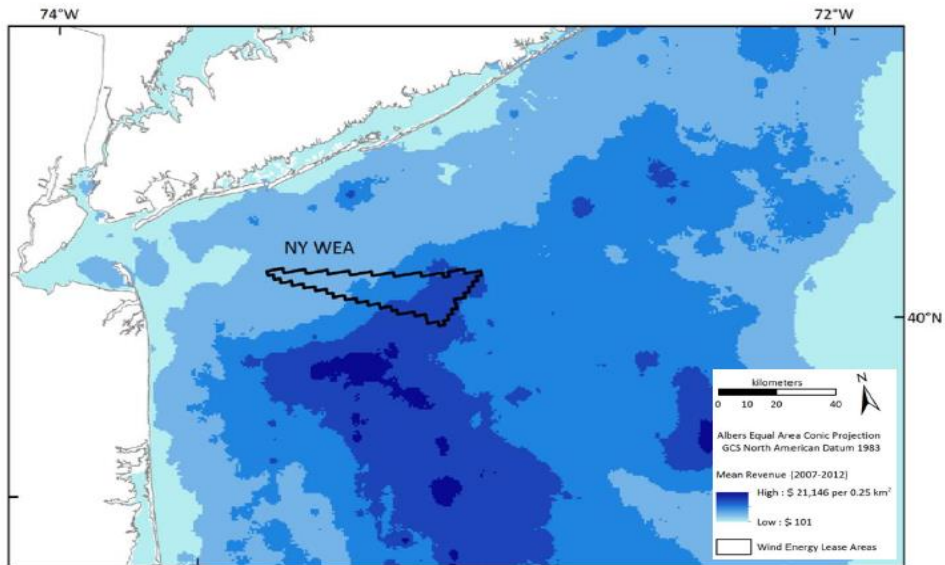 74°W
72°W
NY WEA
40°N
kilometers
N
0 10 20 40
Albers Equal Area Conic Projection
GCS North American Datum 1983
Mean Revenue (2007-2012)
High : $ 21,146 per 0.25 km²
Low : $ 101
Wind Energy Lease Areas